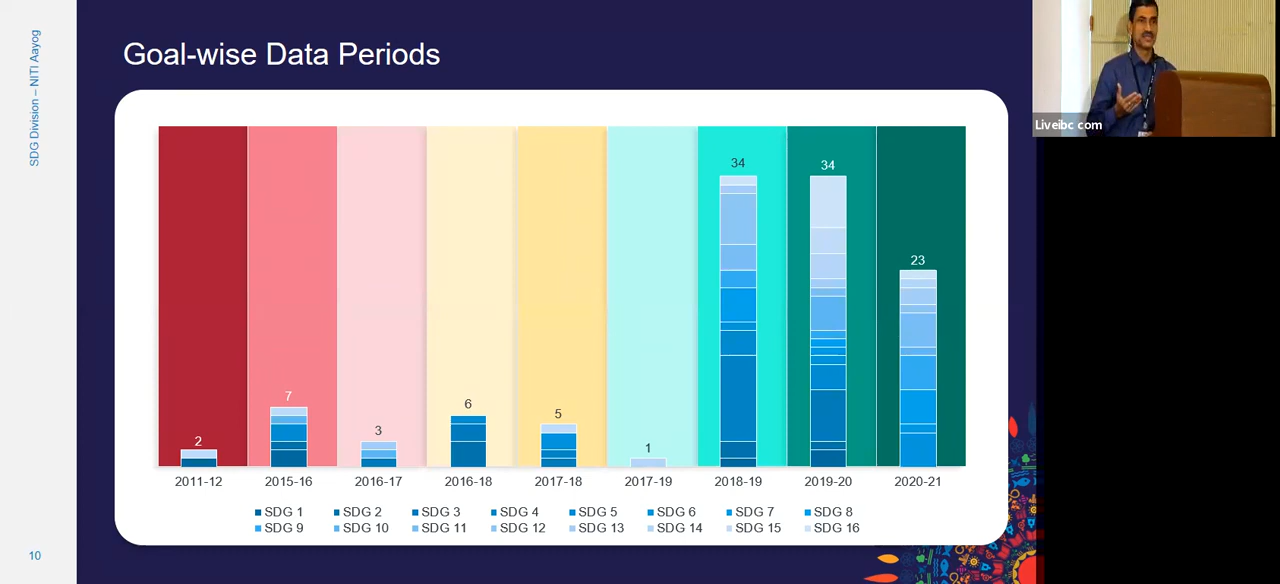 SDG Division – NITI Aayog
Goal-wise Data Periods
Liveibc com
2
7
3
6
5
1
34
34
23
2011-12 2015-16 2016-17 2016-18 2017-18 2017-19 2018-19 2019-20 2020-21
SDG 1 SDG 2 SDG 3 SDG 4 SDG 5 SDG 6 SDG 7 SDG 8
SDG 9 SDG 10 SDG 11 SDG 12 SDG 13 SDG 14 SDG 15 SDG 16
10